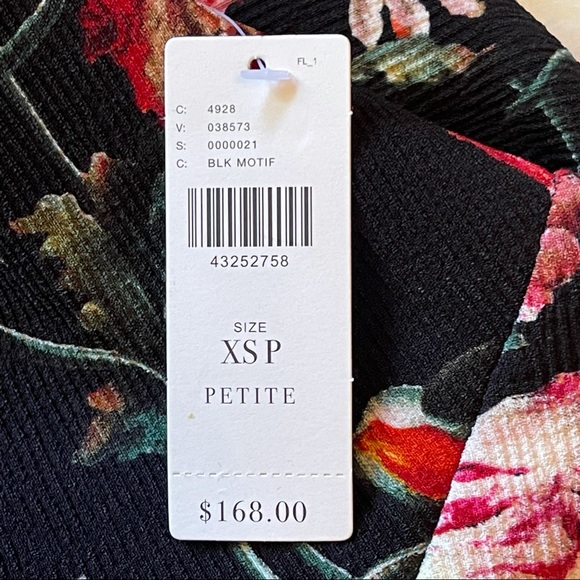 FL_1
C: 4928
V: 038573
S: 0000021
C: BLK MOTIF
43252758
SIZE
XS P
PETITE
$168.00